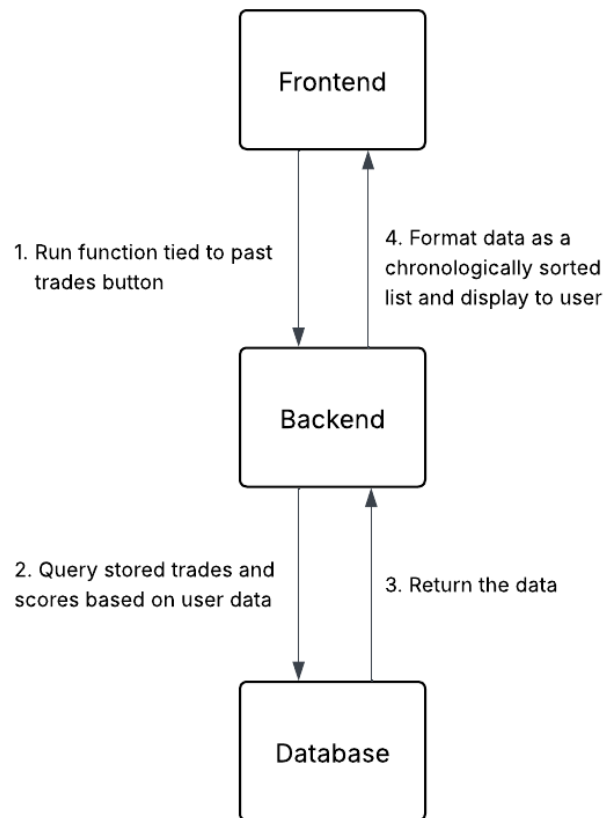 Frontend
1. Run function tied to past
trades button
4. Format data as a
chronologically sorted
list and display to user
Backend
2. Query stored trades and
scores based on user data
3. Return the data
Database